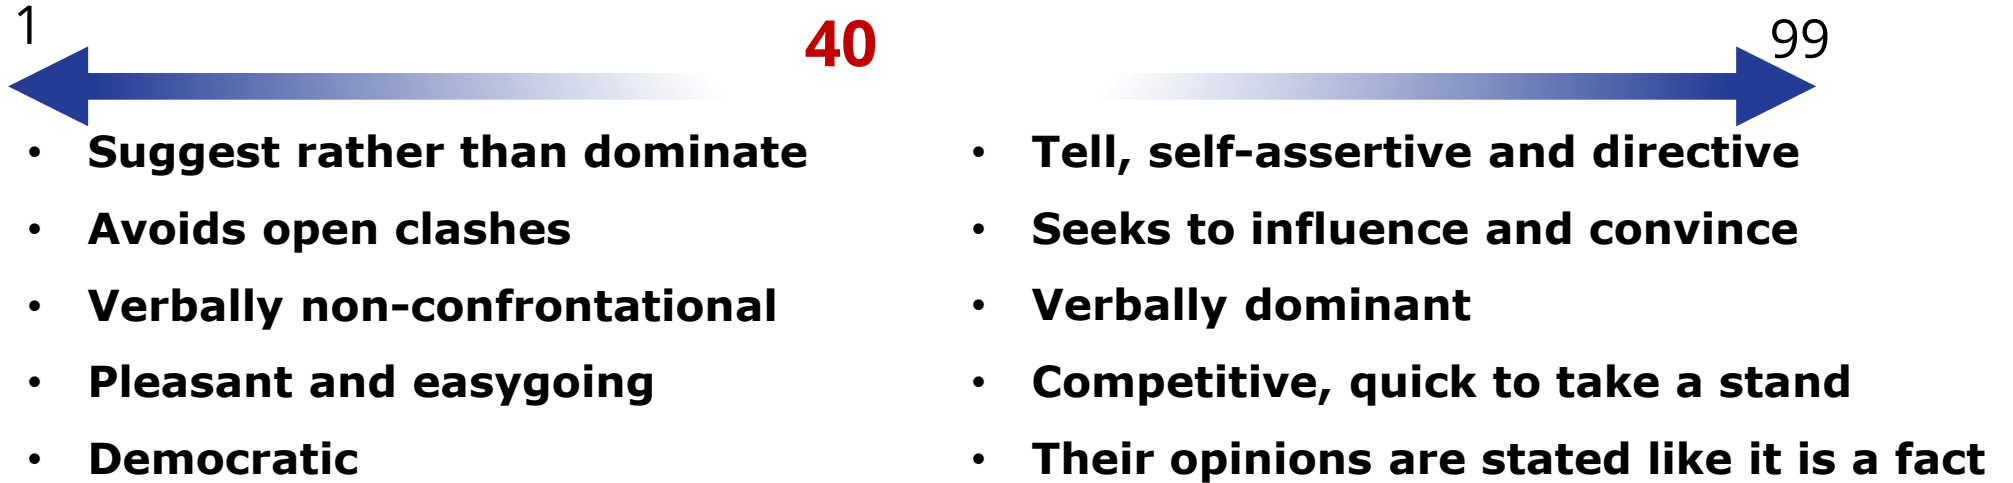 1
40
99
• Suggest rather than dominate
• Avoids open clashes
• Verbally non-confrontational
• Pleasant and easygoing
• Democratic
• Tell, self-assertive and directive
• Seeks to influence and convince
• Verbally dominant
• Competitive, quick to take a stand
• Their opinions are stated like it is a fact